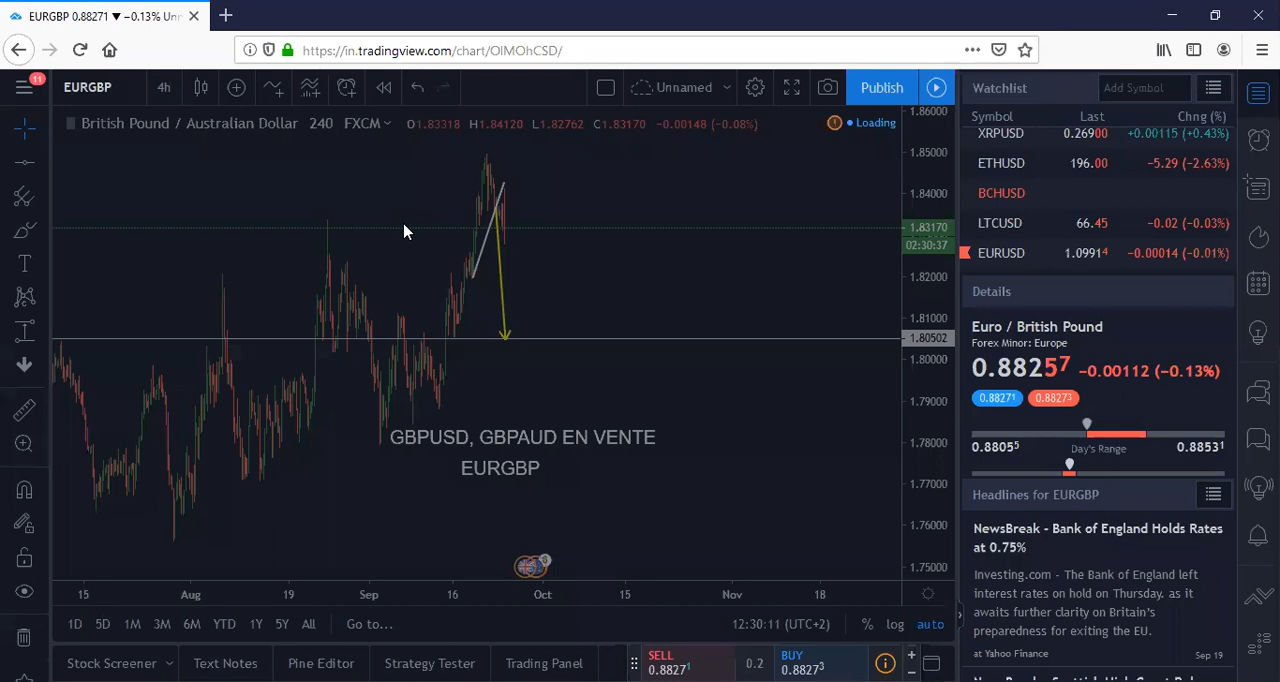 EURGBP 0.88271 ▼ −0.13% Unn
https://in.tradingview.com/chart/OIMOhCSD/
11
EURGBP
4h
Unnamed
Publish
British Pound / Australian Dollar 240 FXCM
O1.83318 H1.84120 L1.82762 C1.83170 −0.00148 (−0.08%)
Loading
1.86000
1.85000
1.84000
1.83170
02:30:37
1.82000
1.81000
1.80502
1.80000
1.79000
1.78000
1.77000
1.76000
1.75000
GBPUSD, GBPAUD EN VENTE
EURGBP
15 Aug 19 Sep 16 Oct 15 Nov 18
1D 5D 1M 3M 6M YTD 1Y 5Y All Go to...
12:30:11 (UTC+2) % log auto
Stock Screener Text Notes Pine Editor Strategy Tester Trading Panel
SELL
0.88271
0.2
BUY
0.88273
Watchlist
Add Symbol
Symbol Last Chng (%)
XRPUSD 0.26900 +0.00115 (+0.43%)
ETHUSD 196.00 −5.29 (−2.63%)
BCHUSD
LTCUSD 66.45 −0.02 (−0.03%)
EURUSD 1.09914 −0.00014 (−0.01%)
Details
Euro / British Pound
Forex Minor: Europe
0.88257 −0.00112 (−0.13%)
0.88271 0.88273
0.88055 Day's Range 0.88531
Headlines for EURGBP
NewsBreak - Bank of England Holds Rates
at 0.75%
Investing.com - The Bank of England left
interest rates on hold on Thursday. as it
awaits further clarity on Britain's
preparedness for exiting the EU.
at Yahoo Finance Sep 19